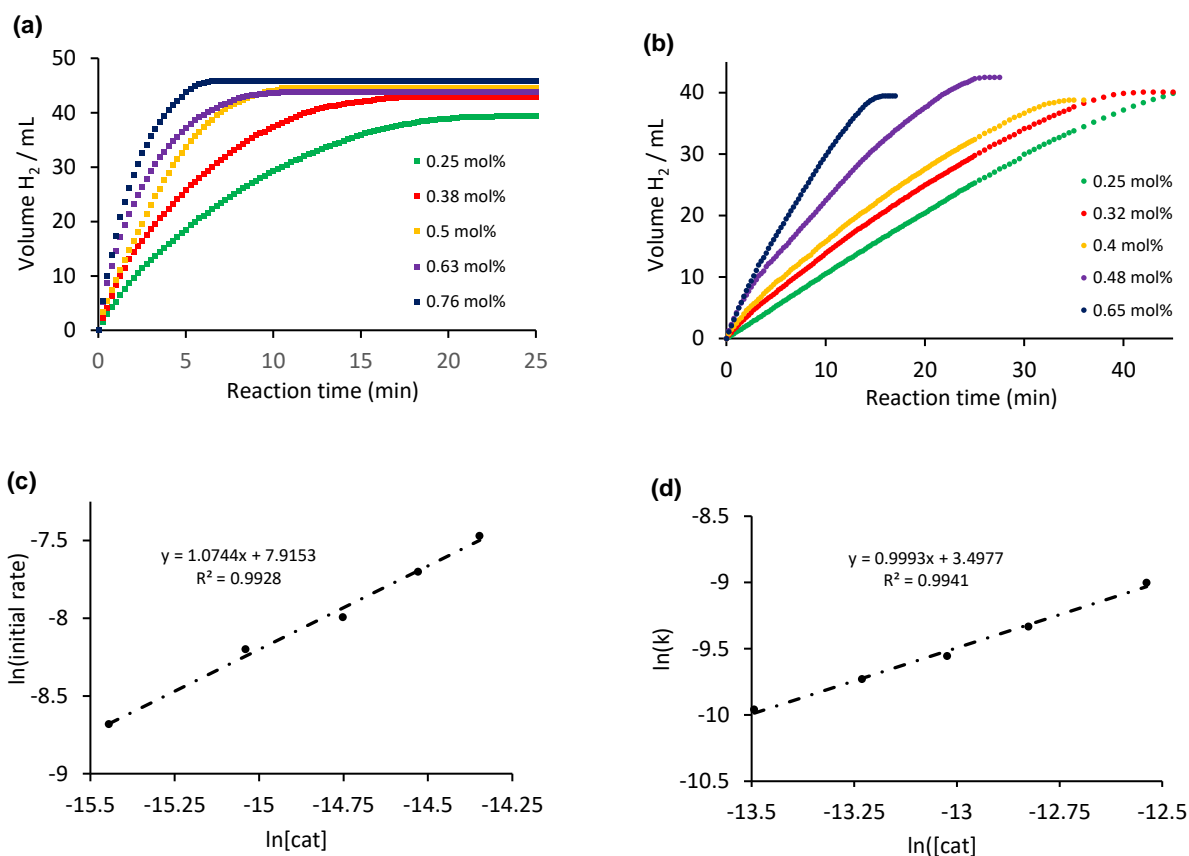 (a)
50
40
30
20
10
0
Volume H₂ / mL
0 5 10 15 20 25
Reaction time (min)
0.25 mol%
0.38 mol%
0.5 mol%
0.63 mol%
0.76 mol%
(b)
40
30
20
10
0
Volume H₂ / mL
0 10 20 30 40
Reaction time (min)
0.25 mol%
0.32 mol%
0.4 mol%
0.48 mol%
0.65 mol%
(c)
-7.5
-8
-8.5
-9
ln(initial rate)
y = 1.0744x + 7.9153
R² = 0.9928
-15.5 -15.25 -15 -14.75 -14.5 -14.25
ln[cat]
(d)
-8.5
-9
-9.5
-10
-10.5
ln(k)
y = 0.9993x + 3.4977
R² = 0.9941
-13.5 -13.25 -13 -12.75 -12.5
ln([cat]